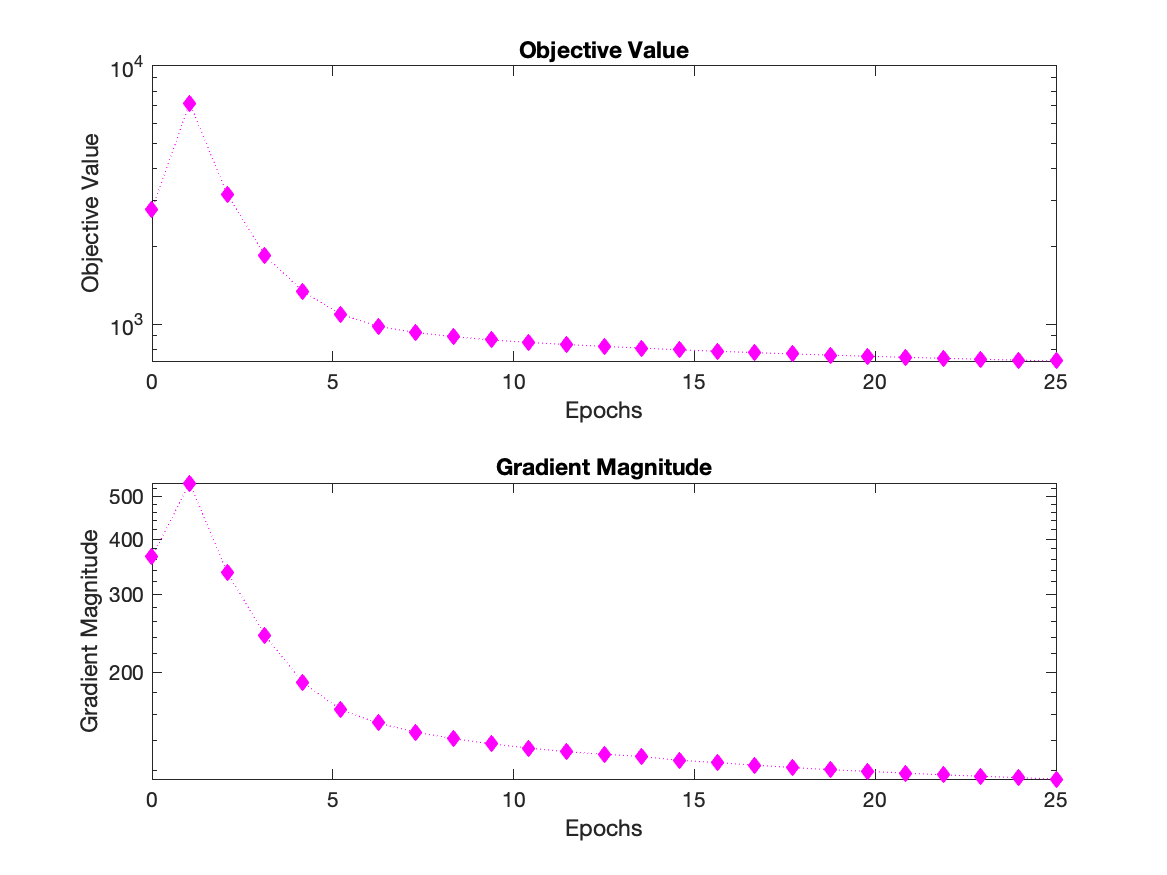 Objective Value
10^4
10^3
Objective Value
0 5 10 15 20 25
Epochs
Gradient Magnitude
500
400
300
200
Gradient Magnitude
0 5 10 15 20 25
Epochs